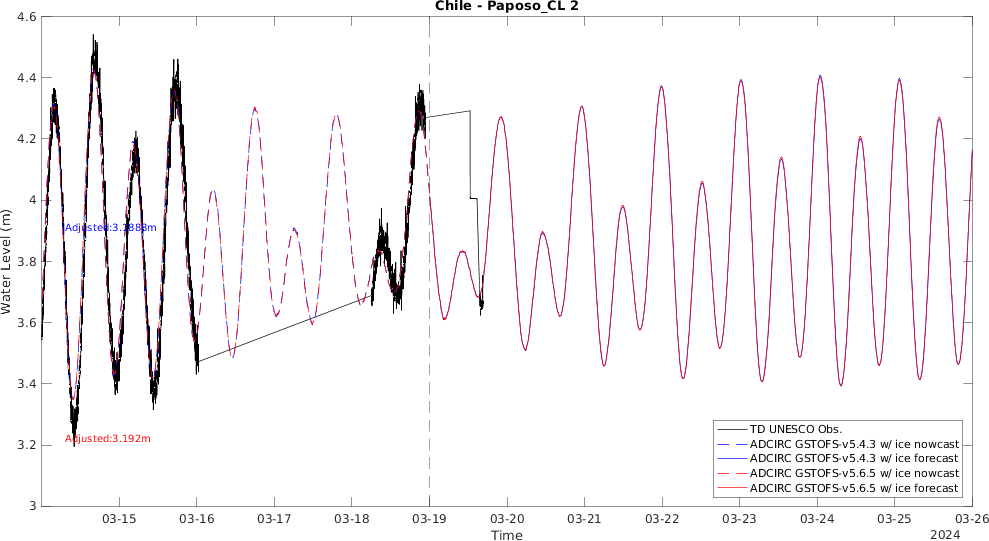 Chile - Paposo_CL 2
4.6
4.4
4.2
4
3.8
3.6
3.4
3.2
3
Water Level (m)
Adjusted:3.1888m
Adjusted:3.192m
TD UNESCO Obs.
ADCIRC GSTOFS-v5.4.3 w/ ice nowcast
ADCIRC GSTOFS-v5.4.3 w/ ice forecast
ADCIRC GSTOFS-v5.6.5 w/ ice nowcast
ADCIRC GSTOFS-v5.6.5 w/ ice forecast
03-15 03-16 03-17 03-18 03-19 03-20 03-21 03-22 03-23 03-24 03-25 03-26
Time
2024